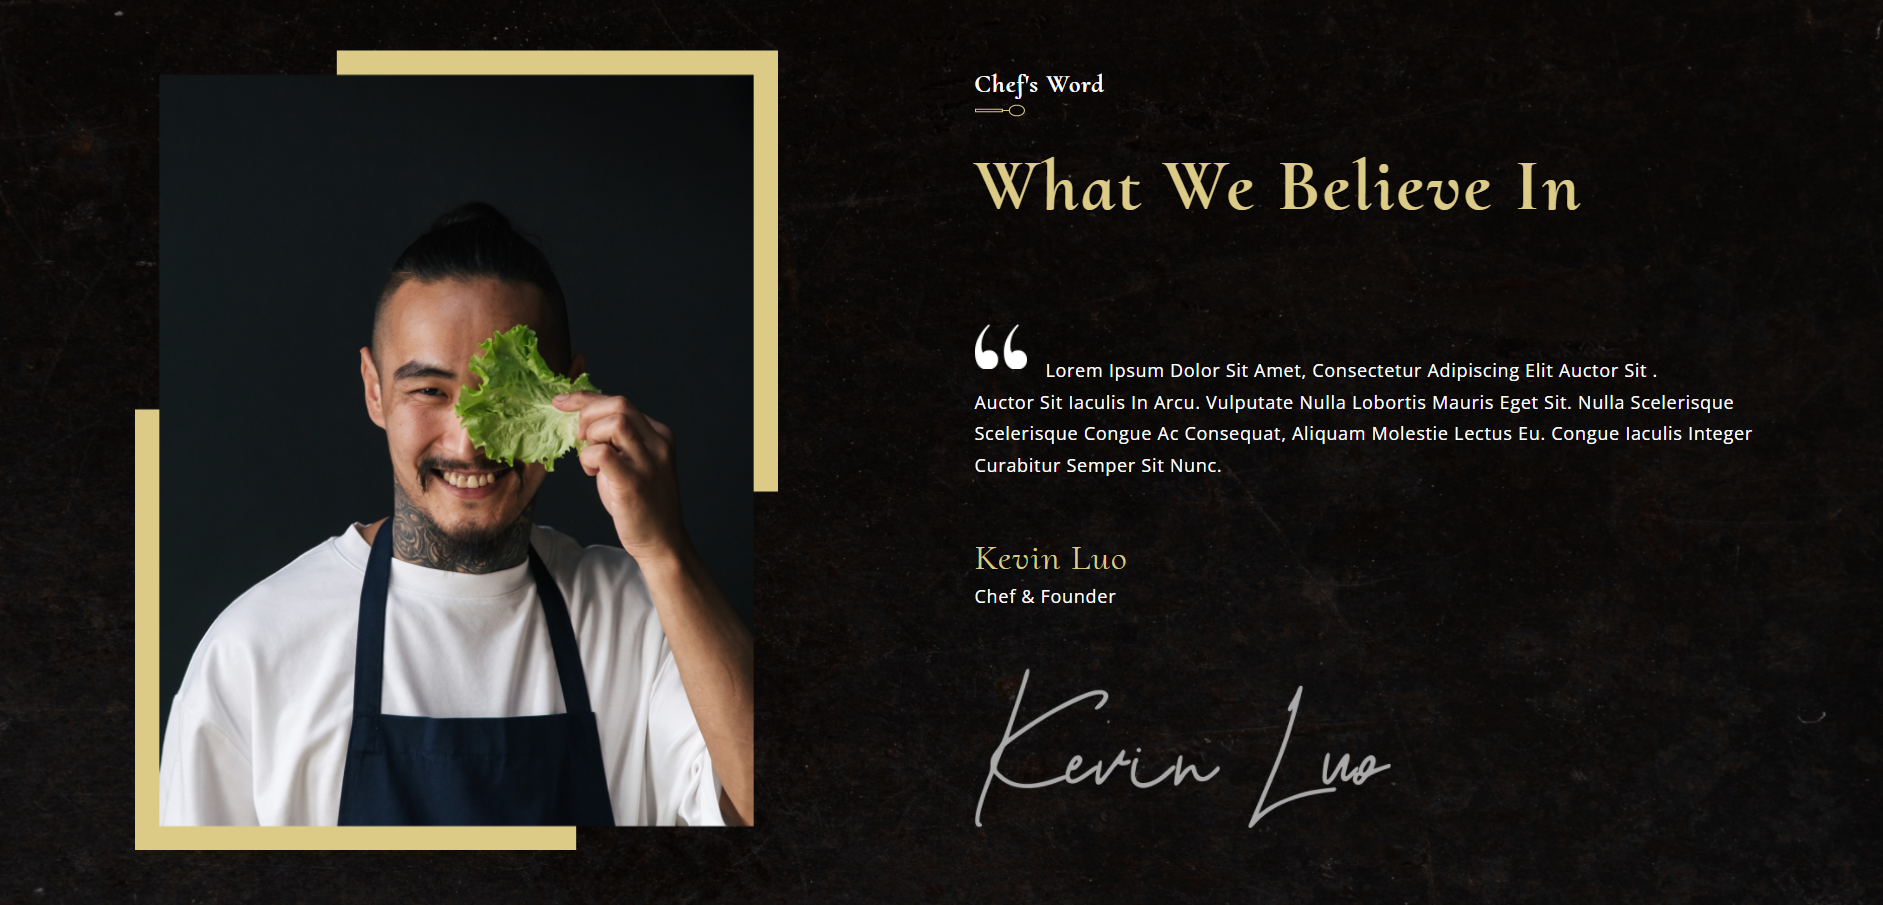 Chef's Word
What We Believe In
“ Lorem Ipsum Dolor Sit Amet, Consectetur Adipiscing Elit Auctor Sit .
Auctor Sit Iaculis In Arcu. Vulputate Nulla Lobortis Mauris Eget Sit. Nulla Scelerisque
Scelerisque Congue Ac Consequat, Aliquam Molestie Lectus Eu. Congue Iaculis Integer
Curabitur Semper Sit Nunc.
Kevin Luo
Chef & Founder
Kevin Luo